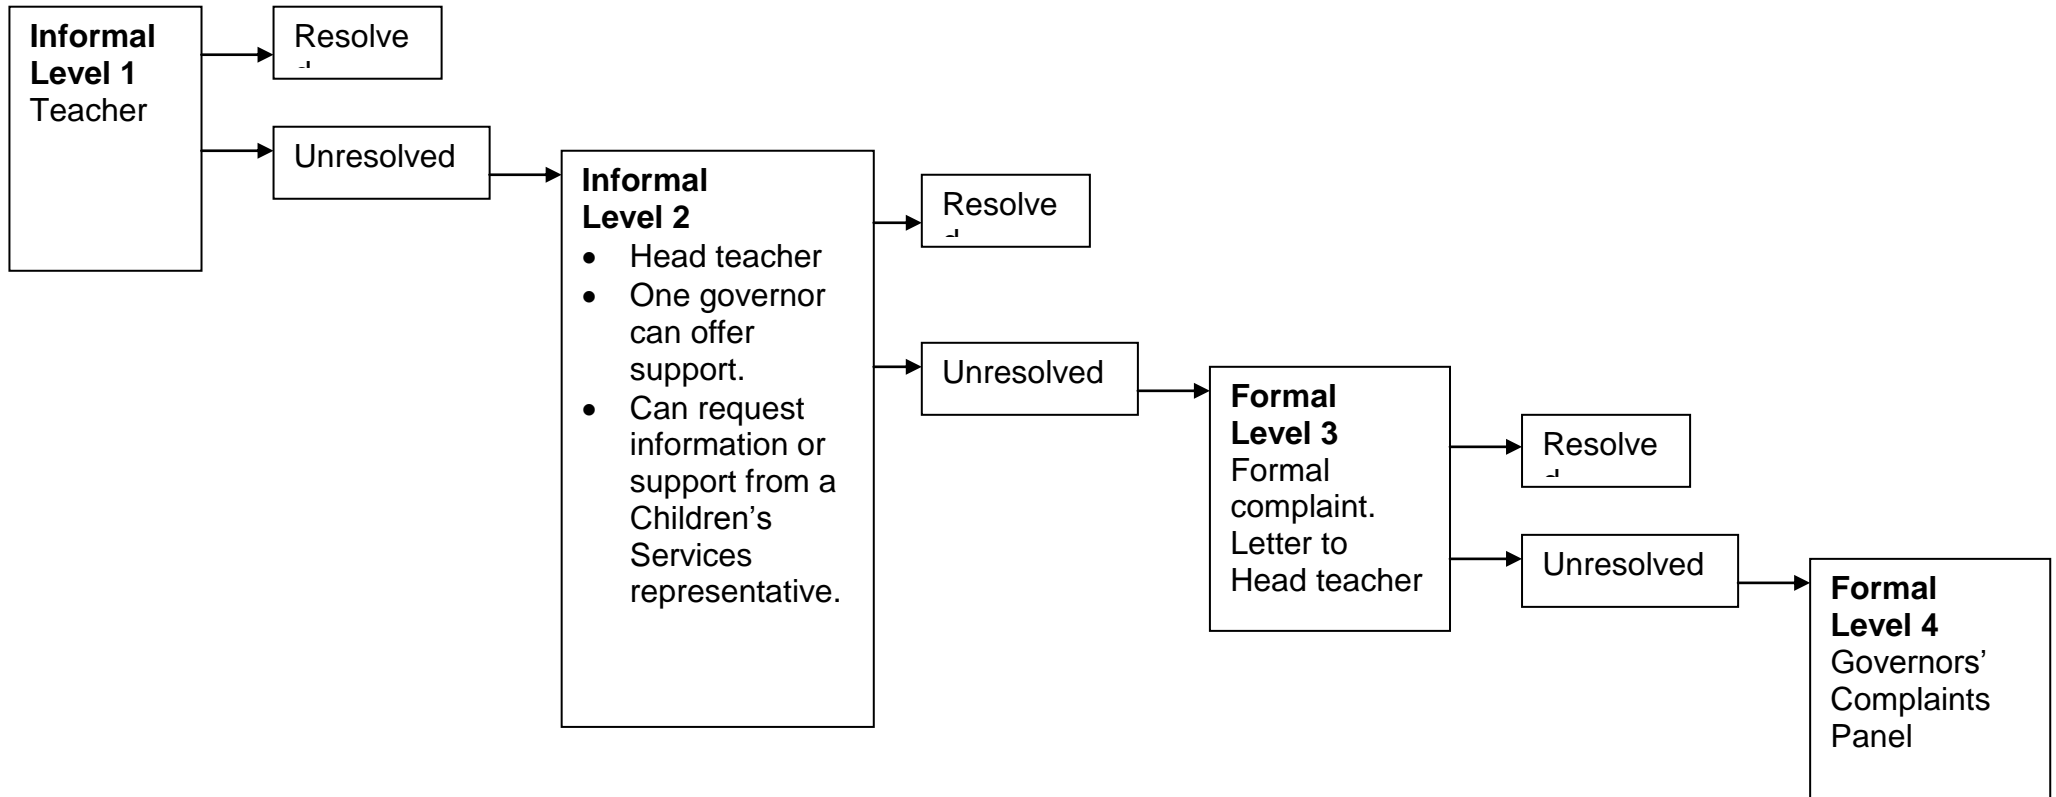 Informal
Level 1
Teacher
Resolve
Unresolved
Informal
Level 2
• Head teacher
• One governor
can offer
support.
• Can request
information or
support from a
Children’s
Services
representative.
Resolve
Unresolved
Formal
Level 3
Formal
complaint.
Letter to
Head teacher
Resolve
Unresolved
Formal
Level 4
Governors’
Complaints
Panel